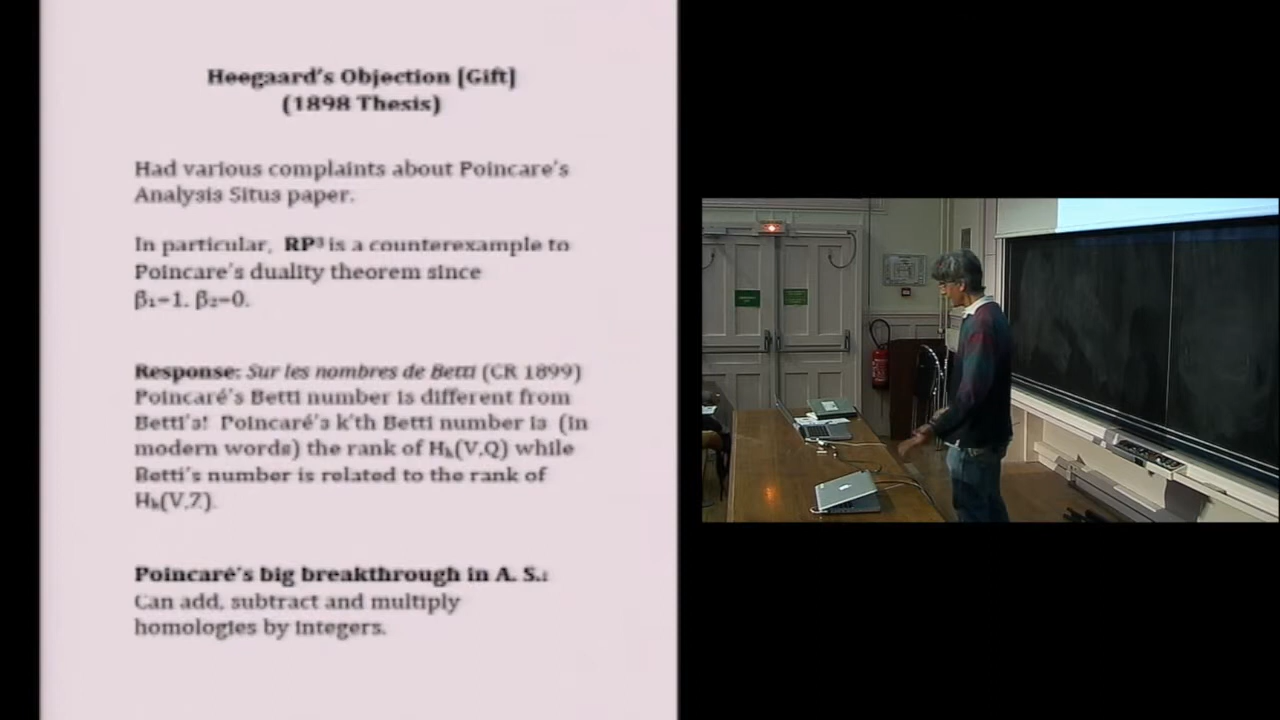 Heegaard's Objection [Gift]
(1898 Thesis)
Had various complaints about Poincare's
Analysis Situs paper.
In particular, RP³ is a counterexample to
Poincare's duality theorem since
β₁=1, β₂=0.
Response: Sur les nombres de Betti (CR 1899)
Poincaré's Betti number is different from
Betti's! Poincaré's k'th Betti number is (in
modern words) the rank of Hₖ(V,Q) while
Betti's number is related to the rank of
Hₖ(V,Z).
Poincaré's big breakthrough in A. S.:
Can add, subtract and multiply
homologies by integers.